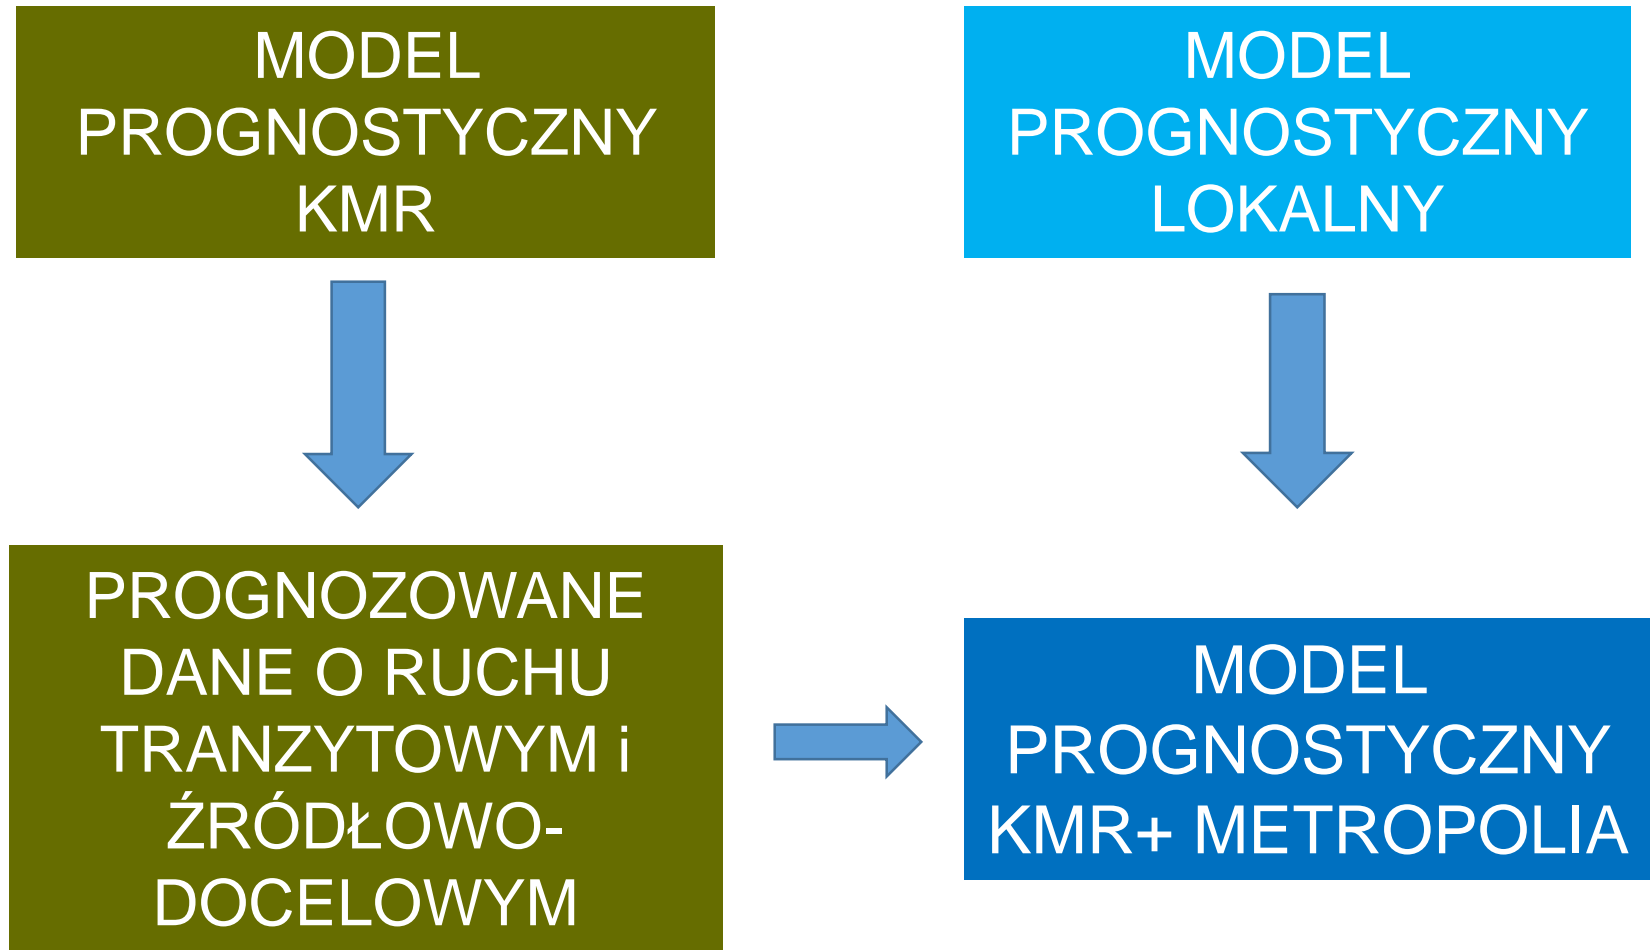 MODEL
PROGNOSTYCZNY
KMR
MODEL
PROGNOSTYCZNY
LOKALNY
PROGNOZOWANE
DANE O RUCHU
TRANZYTOWYM i
ŹRÓDŁOWO-
DOCELOWYM
MODEL
PROGNOSTYCZNY
KMR+ METROPOLIA